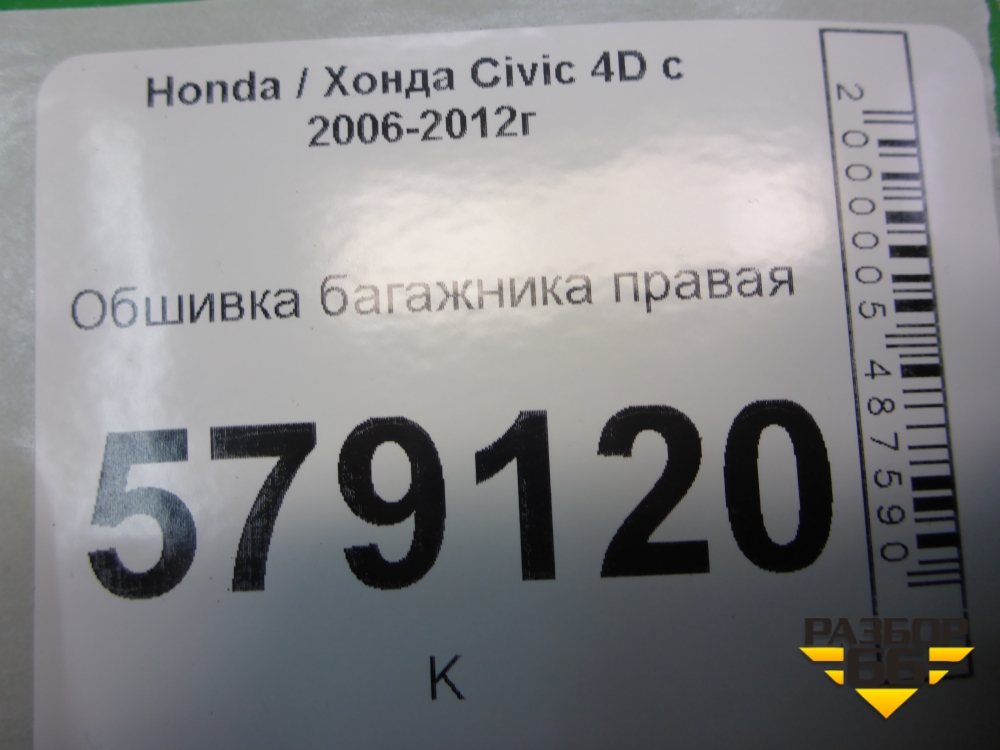 Honda / Хонда Civic 4D с
2006-2012г
Обшивка багажника правая
579120
К
2000005487590
РАЗБОР
66